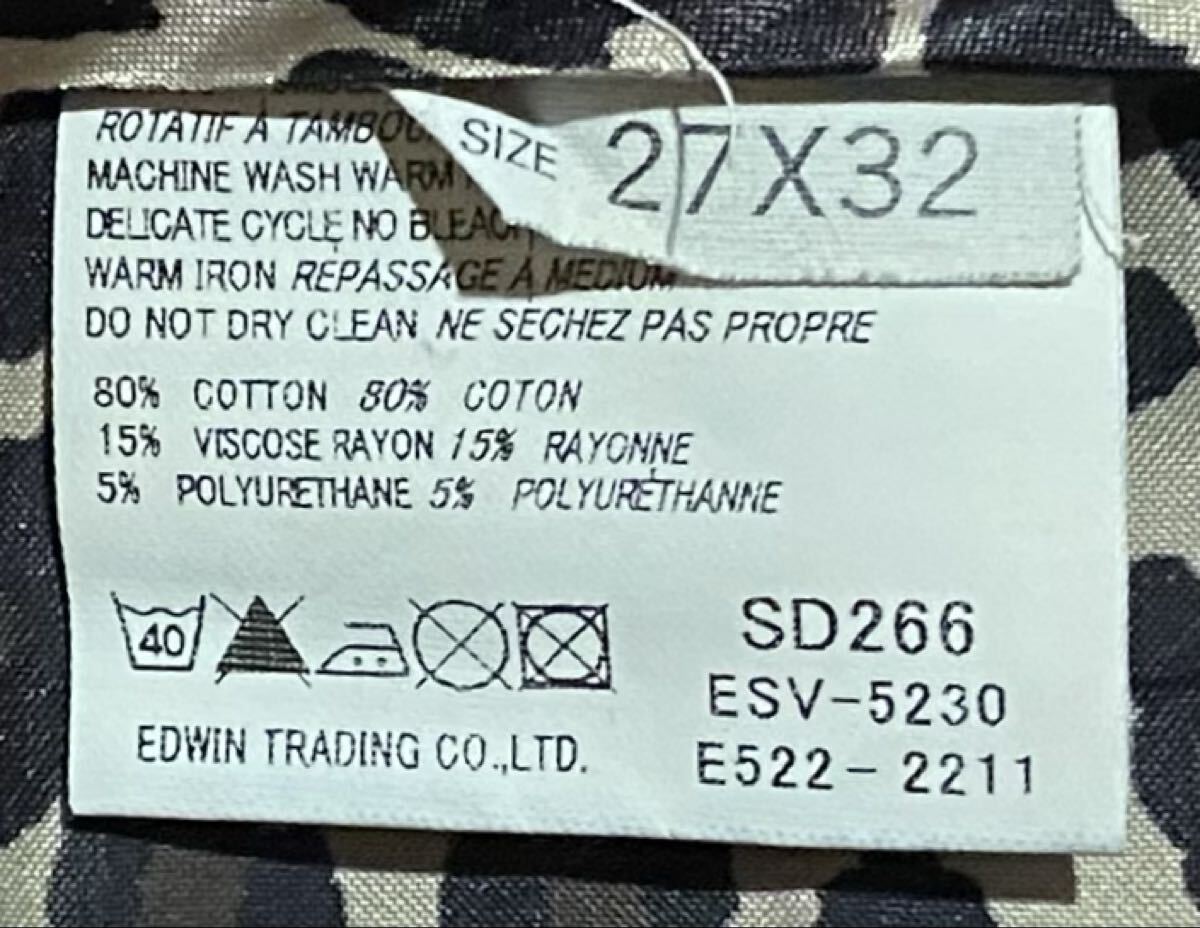 SIZE 27X32
ROTATIF À TAMBOU
MACHINE WASH WARM
DELICATE CYCLE NO BLEACH
WARM IRON RÉPASSAGE À MEDIUM
DO NOT DRY CLEAN NE SECHEZ PAS PROPRE
80% COTTON 80% COTON
15% VISCOSE RAYON 15% RAYONNE
5% POLYURETHANE 5% POLYURÉTHANNE
40
SD266
ESV-5230
EDWIN TRADING CO.,LTD.
E522-2211